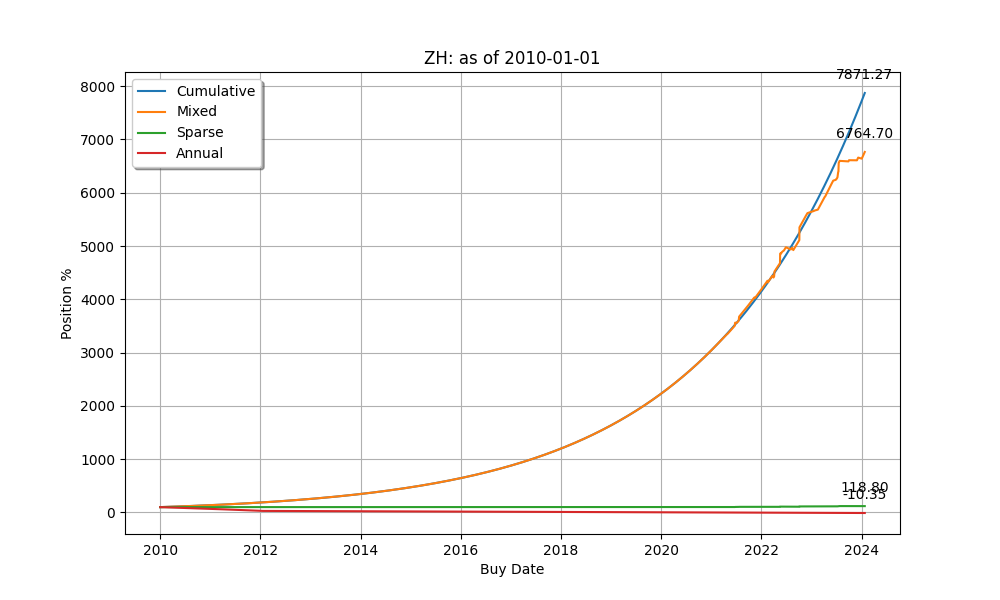 ZH: as of 2010-01-01
7871.27
8000
Cumulative
Mixed
Sparse
Annual
6764.70
7000
6000
5000
4000
3000
2000
1000
0
Position %
118.80
-10.35
2010 2012 2014 2016 2018 2020 2022 2024
Buy Date